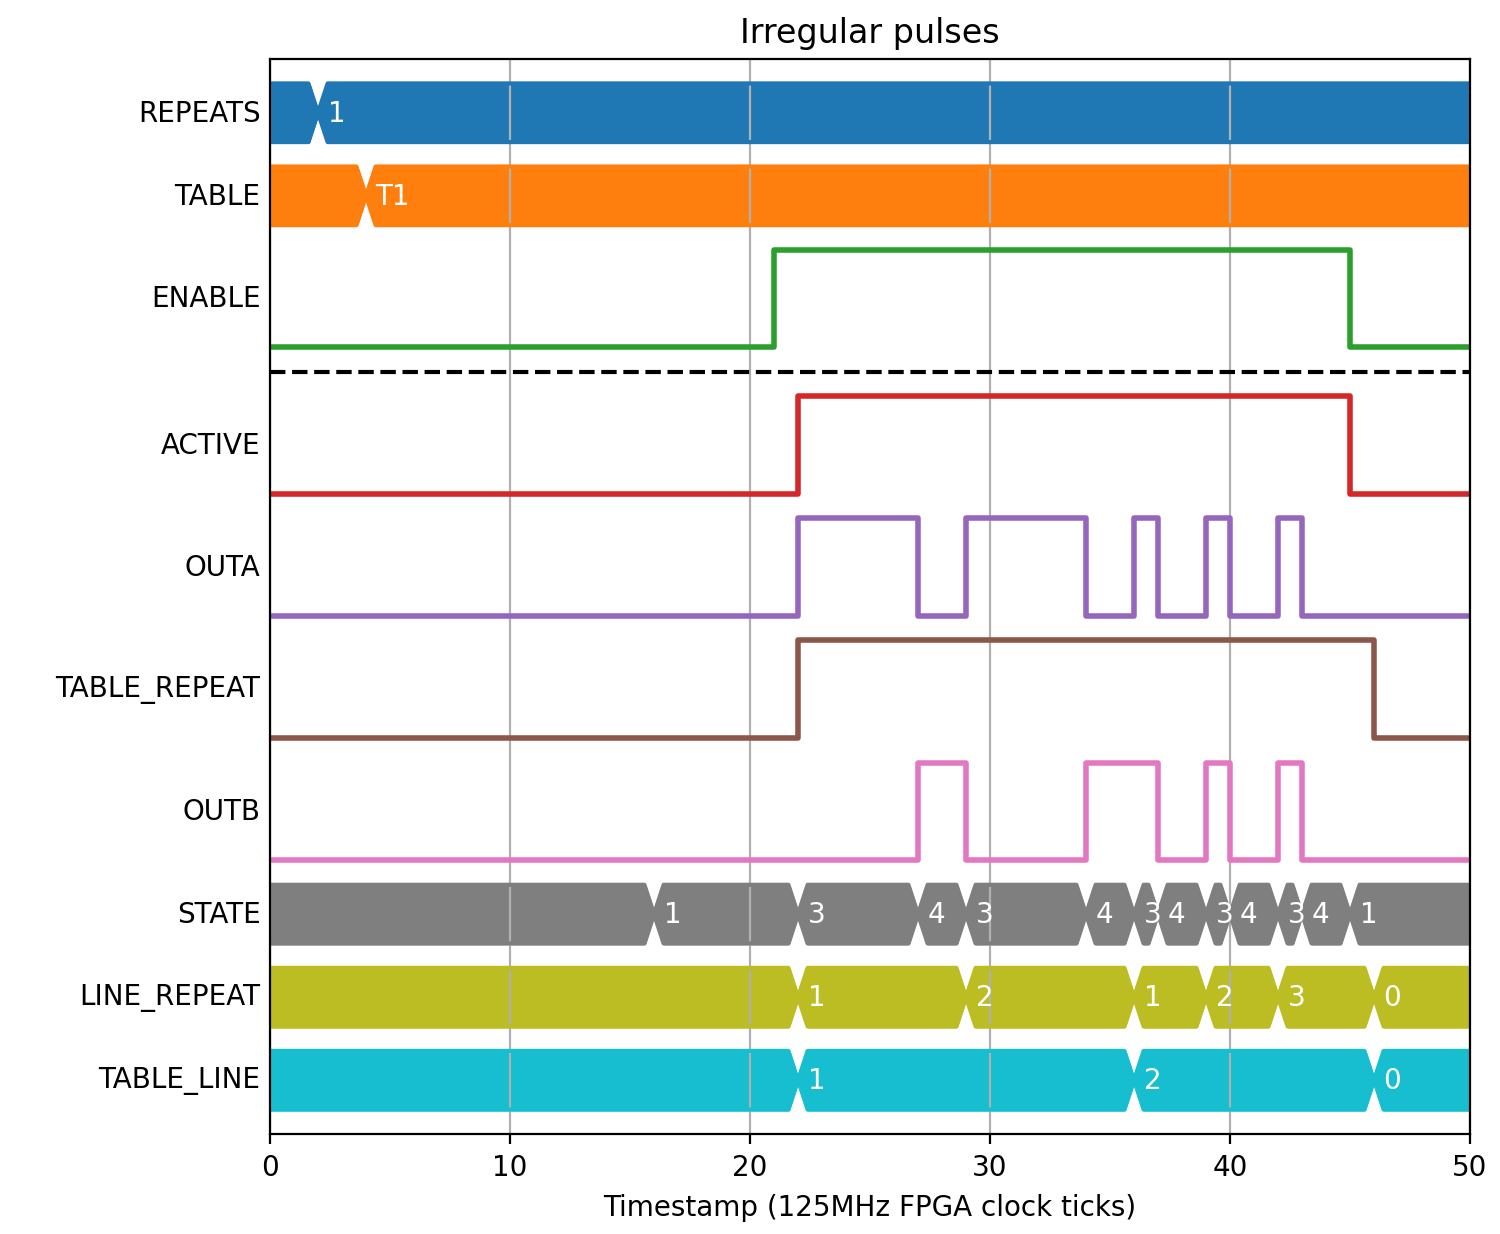 Irregular pulses
REPEATS 1
TABLE T1
ENABLE
ACTIVE
OUTA
TABLE_REPEAT
OUTB
STATE 1 3 4 3 4 3 4 3 4 3 4 1
LINE_REPEAT 1 2 1 2 3 0
TABLE_LINE 1 2 0
0 10 20 30 40 50
Timestamp (125MHz FPGA clock ticks)